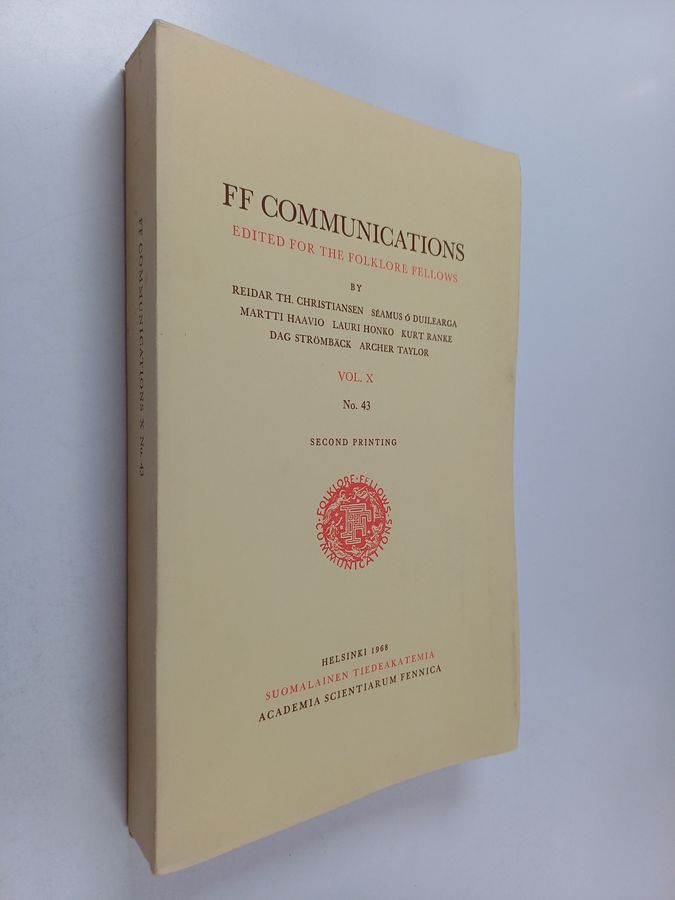 FF COMMUNICATIONS
EDITED FOR THE FOLKLORE FELLOWS
BY
REIDAR TH. CHRISTIANSEN SÉAMUS Ó DUILEARGA
MARTTI HAAVIO LAURI HONKO KURT RANKE
DAG STRÖMBÄCK ARCHER TAYLOR
VOL. X
No. 43
SECOND PRINTING
FOLKLORE·FELLOWS·
COMMUNICATIONS·
FF
HELSINKI 1968
SUOMALAINEN TIEDEAKATEMIA
ACADEMIA SCIENTIARUM FENNICA
FF COMMUNICATIONS X No. 43